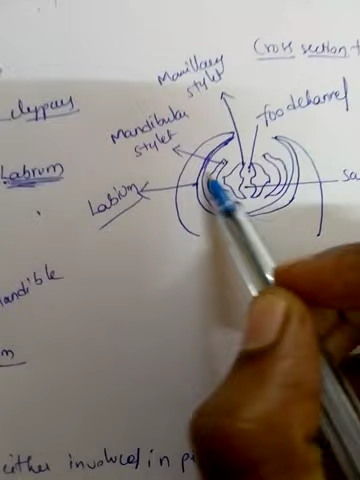 Cross section
Maxillary
stylet
clypeus
food channel
Mandibular
stylet
Labrum
Sa
Labium
andible
m
either involved in p